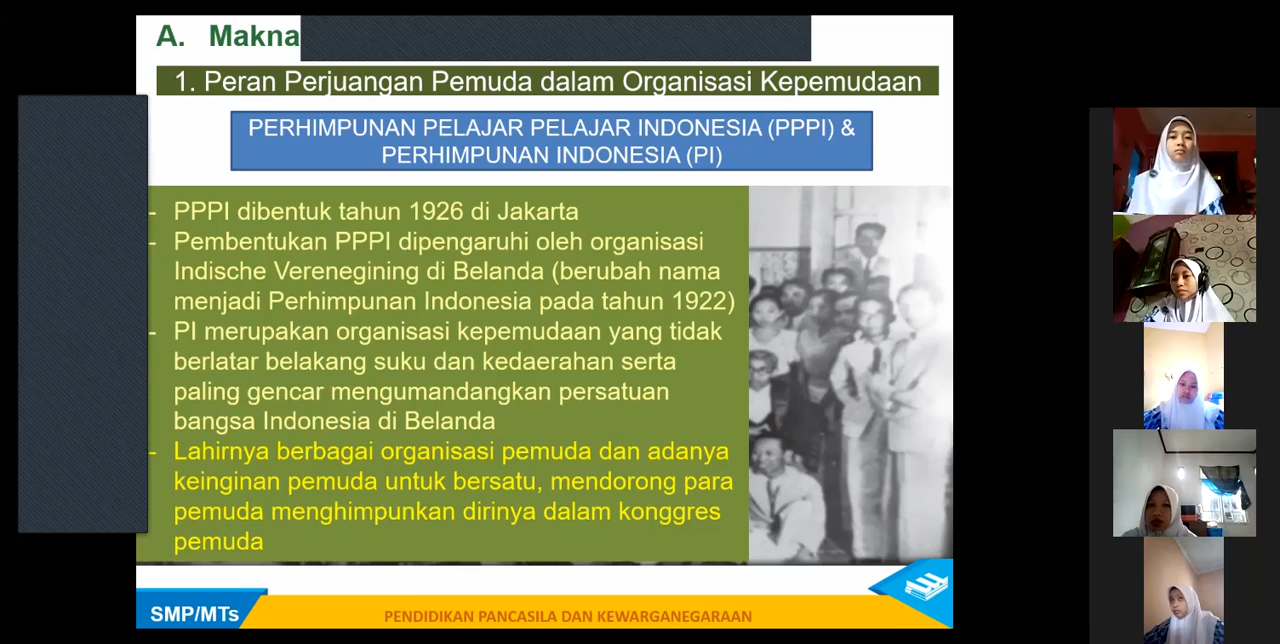 A. Makna
1. Peran Perjuangan Pemuda dalam Organisasi Kepemudaan
PERHIMPUNAN PELAJAR PELAJAR INDONESIA (PPPI) &
PERHIMPUNAN INDONESIA (PI)
- PPPI dibentuk tahun 1926 di Jakarta
- Pembentukan PPPI dipengaruhi oleh organisasi
Indische Verenegining di Belanda (berubah nama
menjadi Perhimpunan Indonesia pada tahun 1922)
- PI merupakan organisasi kepemudaan yang tidak
berlatar belakang suku dan kedaerahan serta
paling gencar mengumandangkan persatuan
bangsa Indonesia di Belanda
- Lahirnya berbagai organisasi pemuda dan adanya
keinginan pemuda untuk bersatu, mendorong para
pemuda menghimpunkan dirinya dalam konggres
pemuda
SMP/MTs
PENDIDIKAN PANCASILA DAN KEWARGANEGARAAN